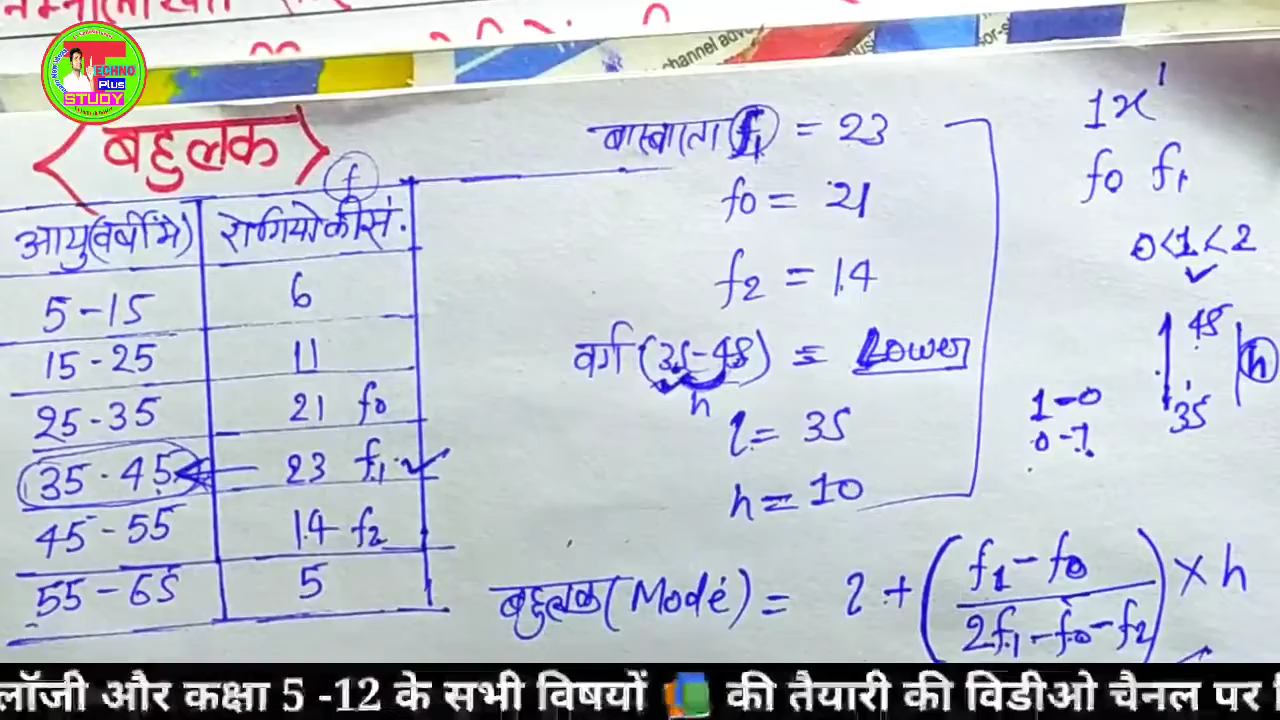 channel adv
TECHNO
Plus
STUDY
<बहुलक>
f
आयु(वर्षों में) रोगियो की सं.
5-15 6
15-25 11
25-35 21 f0
35-45 23 f1
45-55 14 f2
55-65 5
बारंबारता f1 = 23
f0 = 21
f2 = 14
वर्ग (35-45) = Lower
h
l = 35
h = 10
बहुलक (Mode) = l + (f1-f0 / 2f1-f0-f2) × h
1x1
f0 f1
0<1<2
45
h
35
1-0
0-1
लॉजी और कक्षा 5 -12 के सभी विषयों की तैयारी की विडीओ चैनल पर